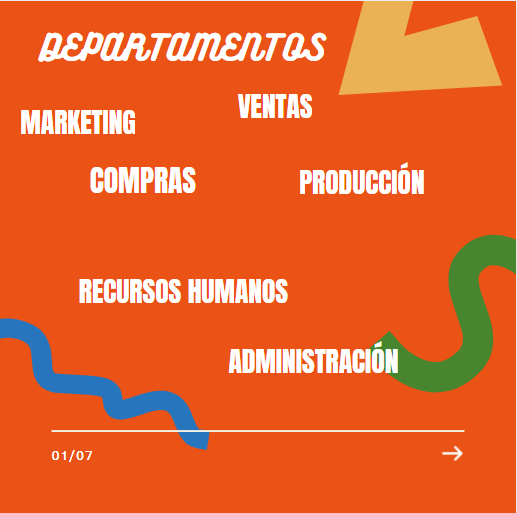 DEPARTAMENTOS
VENTAS
MARKETING
COMPRAS
PRODUCCIÓN
RECURSOS HUMANOS
ADMINISTRACIÓN
01/07